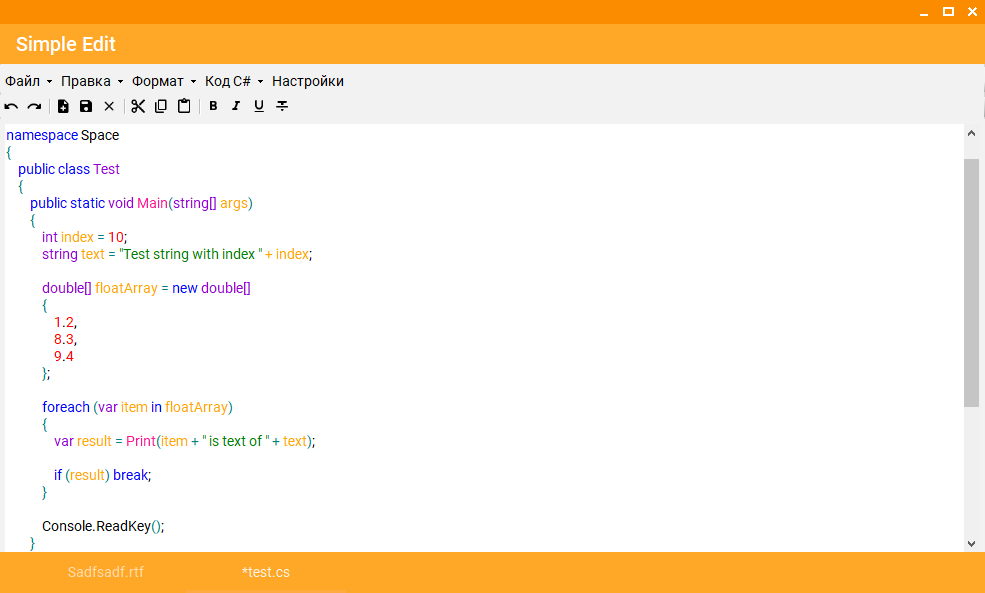 Simple Edit
Файл Правка Формат Код C# Настройки
B I U
namespace Space
{
public class Test
{
public static void Main(string[] args)
{
int index = 10;
string text = "Test string with index " + index;
double[] floatArray = new double[]
{
1.2,
8.3,
9.4
};
foreach (var item in floatArray)
{
var result = Print(item + " is text of " + text);
if (result) break;
}
Console.ReadKey();
}
Sadfsadf.rtf *test.cs